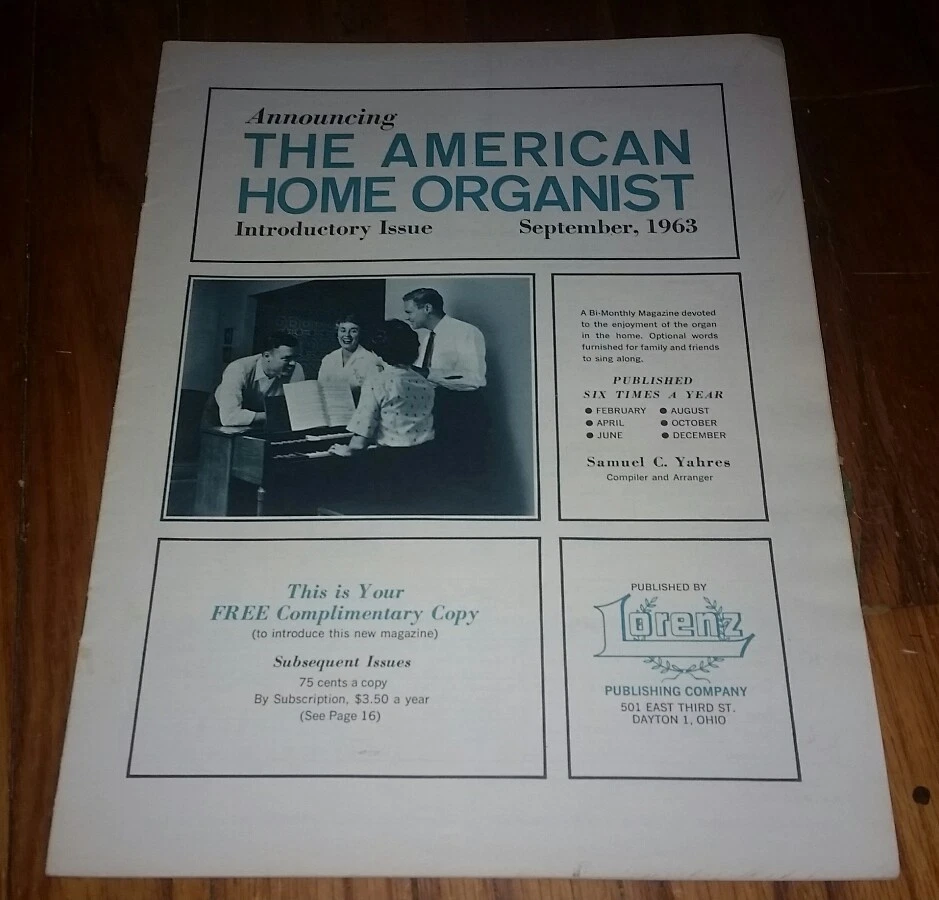 Announcing
THE AMERICAN
HOME ORGANIST
Introductory Issue September, 1963
A Bi-Monthly Magazine devoted
to the enjoyment of the organ
in the home. Optional words
furnished for family and friends
to sing along.
PUBLISHED
SIX TIMES A YEAR
● FEBRUARY ● AUGUST
● APRIL ● OCTOBER
● JUNE ● DECEMBER
Samuel C. Yahres
Compiler and Arranger
This is Your
FREE Complimentary Copy
(to introduce this new magazine)
Subsequent Issues
75 cents a copy
By Subscription, $3.50 a year
(See Page 16)
PUBLISHED BY
Lorenz
PUBLISHING COMPANY
501 EAST THIRD ST.
DAYTON 1, OHIO